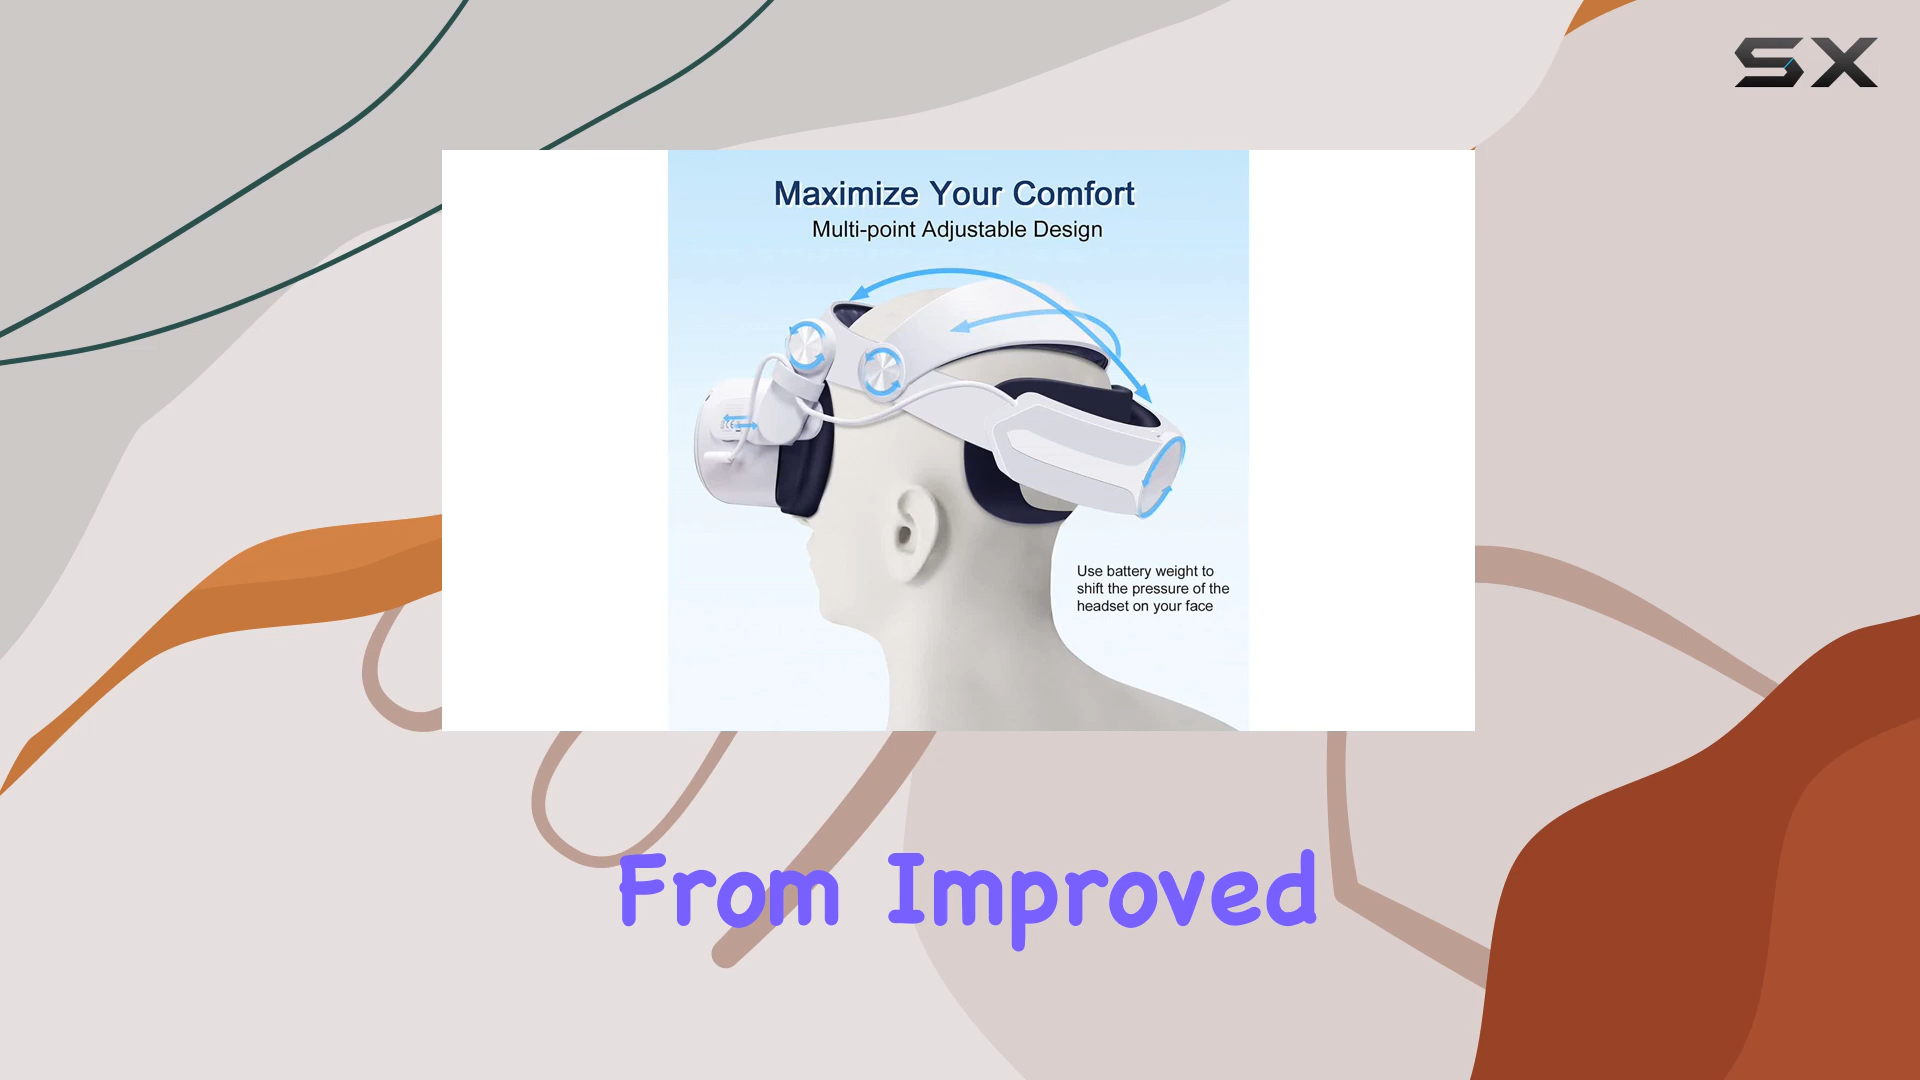 SX
Maximize Your Comfort
Multi-point Adjustable Design
Use battery weight to
shift the pressure of the
headset on your face
From Improved